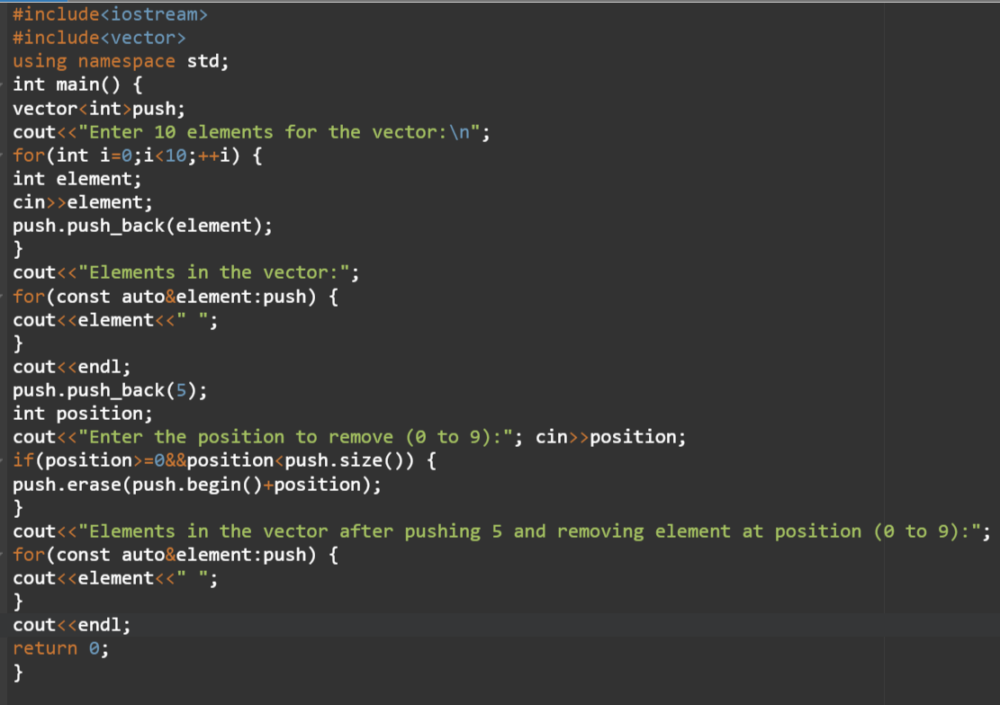 #include<iostream>
#include<vector>
using namespace std;
int main() {
vector<int>push;
cout<<"Enter 10 elements for the vector:\n";
for(int i=0;i<10;++i) {
int element;
cin>>element;
push.push_back(element);
}
cout<<"Elements in the vector:";
for(const auto&element:push) {
cout<<element<<" ";
}
cout<<endl;
push.push_back(5);
int position;
cout<<"Enter the position to remove (0 to 9):"; cin>>position;
if(position>=0&&position<push.size()) {
push.erase(push.begin()+position);
}
cout<<"Elements in the vector after pushing 5 and removing element at position (0 to 9):";
for(const auto&element:push) {
cout<<element<<" ";
}
cout<<endl;
return 0;
}